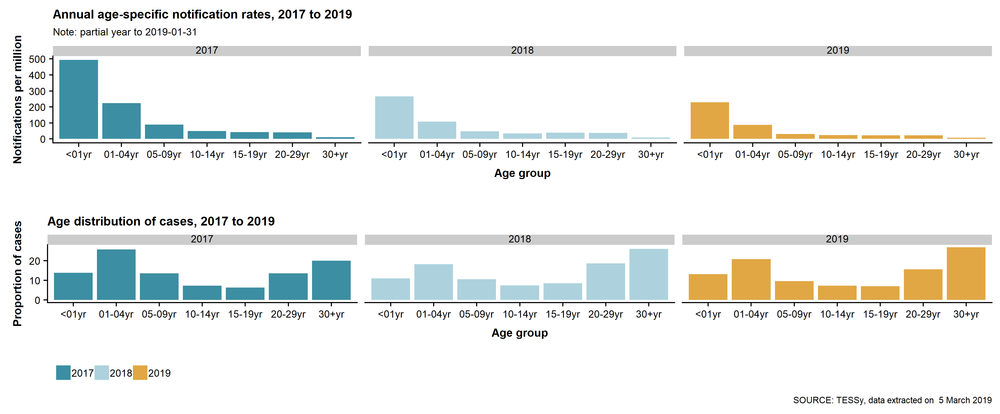 Annual age-specific notification rates, 2017 to 2019
Note: partial year to 2019-01-31
Notifications per million
2017 2018 2019
500
400
300
200
100
0
<01yr 01-04yr 05-09yr 10-14yr 15-19yr 20-29yr 30+yr <01yr 01-04yr 05-09yr 10-14yr 15-19yr 20-29yr 30+yr <01yr 01-04yr 05-09yr 10-14yr 15-19yr 20-29yr 30+yr
Age group
Age distribution of cases, 2017 to 2019
Proportion of cases
2017 2018 2019
20
10
0
<01yr 01-04yr 05-09yr 10-14yr 15-19yr 20-29yr 30+yr <01yr 01-04yr 05-09yr 10-14yr 15-19yr 20-29yr 30+yr <01yr 01-04yr 05-09yr 10-14yr 15-19yr 20-29yr 30+yr
Age group
2017 2018 2019
SOURCE: TESSy, data extracted on  5 March 2019